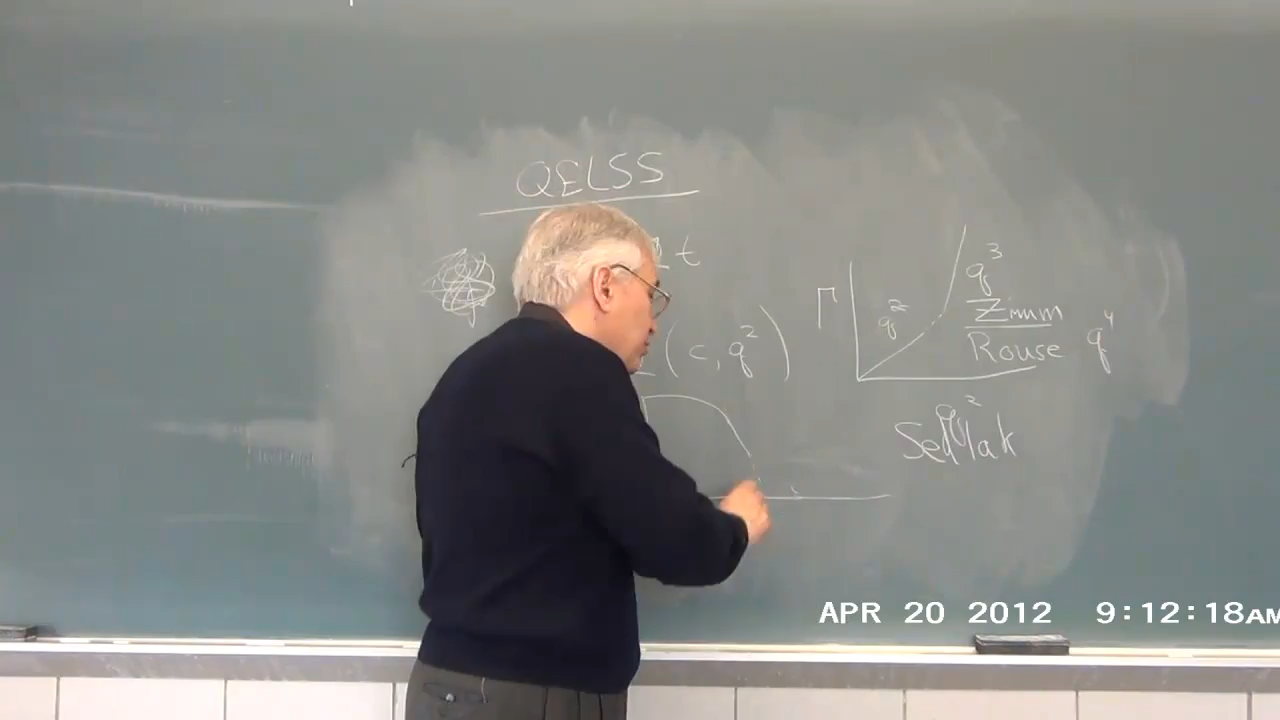 QELSS
t
(c, q²)
Γ
q²
q³
Zimm
Rouse q⁴
q²
Sedlak
APR 20 2012 9:12:18AM